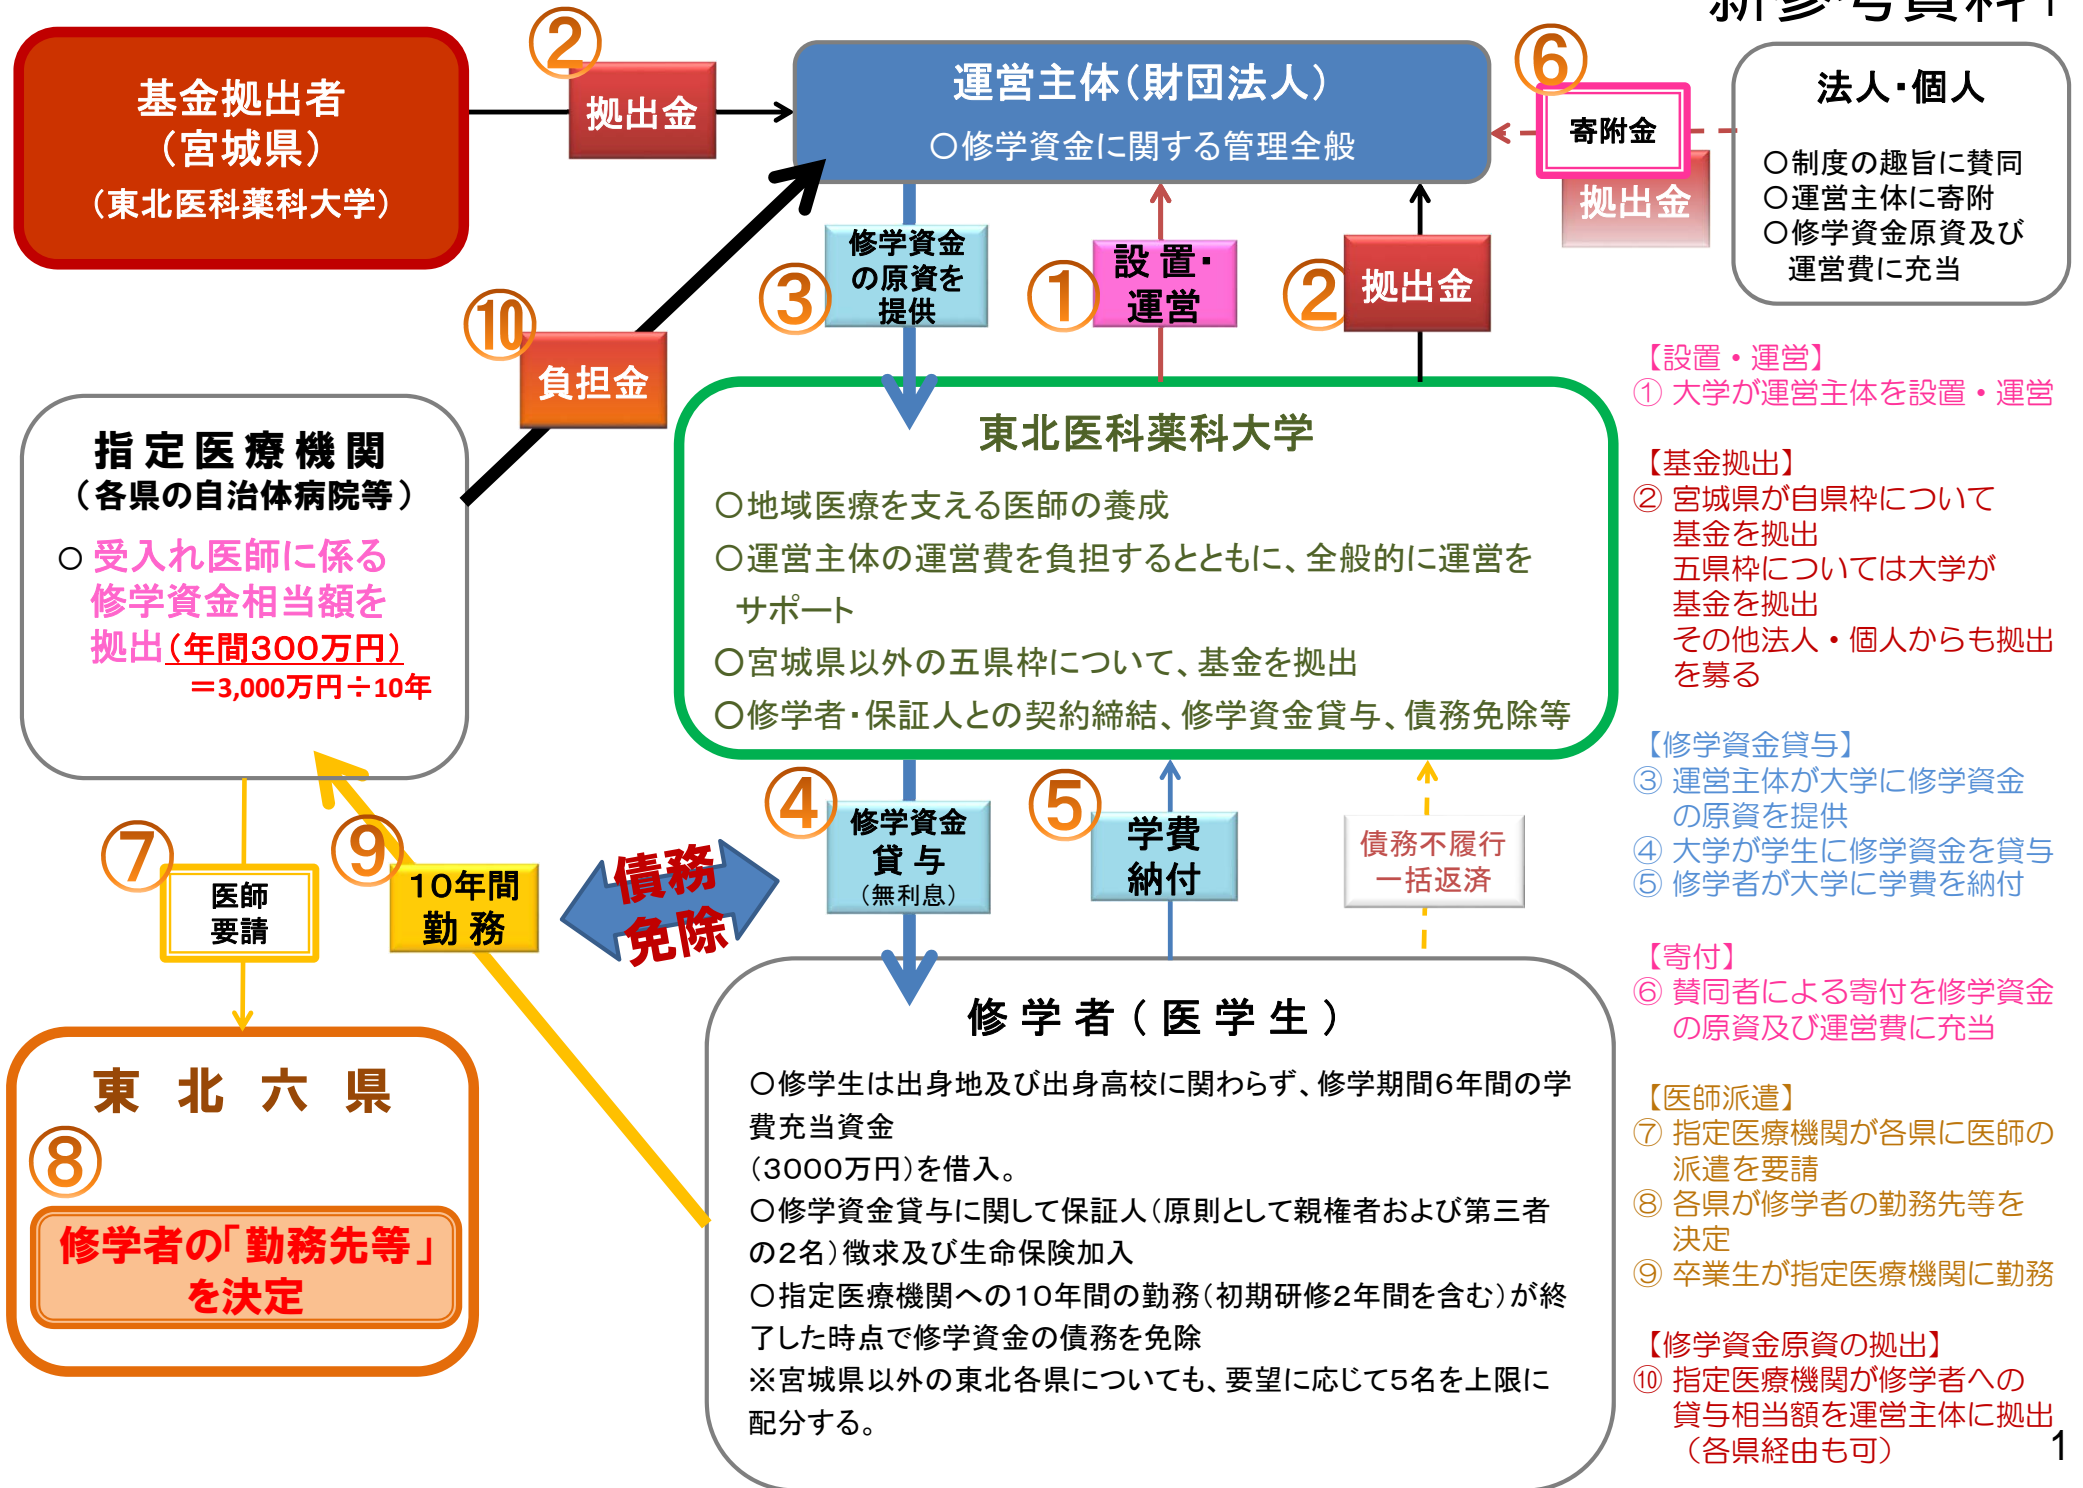 新参考資料1
基金拠出者
（宮城県）
（東北医科薬科大学）
②
拠出金
運営主体（財団法人）
○修学資金に関する管理全般
⑥
寄附金
拠出金
法人・個人
○制度の趣旨に賛同
○運営主体に寄附
○修学資金原資及び
運営費に充当
③
修学資金
の原資を
提供
①
設置・
運営
②
拠出金
⑩
負担金
指定医療機関
（各県の自治体病院等）
○受入れ医師に係る
修学資金相当額を
拠出（年間300万円）
＝3,000万円÷10年
東北医科薬科大学
○地域医療を支える医師の養成
○運営主体の運営費を負担するとともに、全般的に運営を
サポート
○宮城県以外の五県枠について、基金を拠出
○修学者・保証人との契約締結、修学資金貸与、債務免除等
⑦
医師
要請
⑨
10年間
勤務
債務
免除
④
修学資金
貸与
（無利息）
⑤
学費
納付
債務不履行
一括返済
東北六県
⑧
修学者の「勤務先等」
を決定
修学者（医学生）
○修学生は出身地及び出身高校に関わらず、修学期間6年間の学
費充当資金
（3000万円）を借入。
○修学資金貸与に関して保証人（原則として親権者および第三者
の2名）徴求及び生命保険加入
○指定医療機関への10年間の勤務（初期研修2年間を含む）が終
了した時点で修学資金の債務を免除
※宮城県以外の東北各県についても、要望に応じて5名を上限に
配分する。
【設置・運営】
① 大学が運営主体を設置・運営
【基金拠出】
② 宮城県が自県枠について
基金を拠出
五県枠については大学が
基金を拠出
その他法人・個人からも拠出
を募る
【修学資金貸与】
③ 運営主体が大学に修学資金
の原資を提供
④ 大学が学生に修学資金を貸与
⑤ 修学者が大学に学費を納付
【寄付】
⑥ 賛同者による寄付を修学資金
の原資及び運営費に充当
【医師派遣】
⑦ 指定医療機関が各県に医師の
派遣を要請
⑧ 各県が修学者の勤務先等を
決定
⑨ 卒業生が指定医療機関に勤務
【修学資金原資の拠出】
⑩ 指定医療機関が修学者への
貸与相当額を運営主体に拠出
（各県経由も可）
1